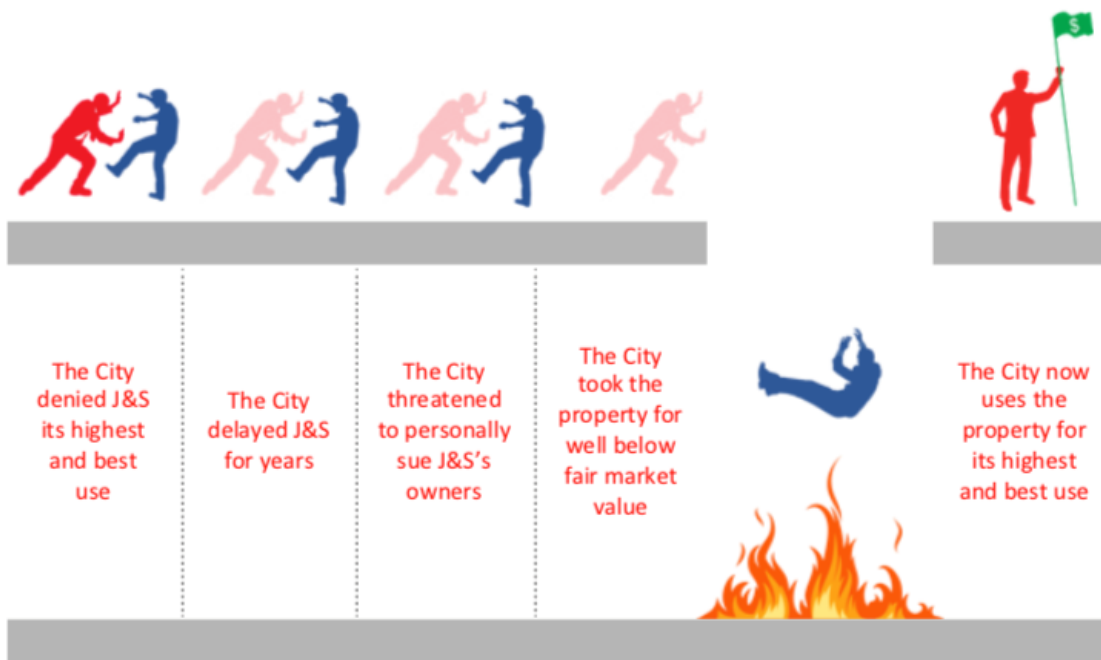 $
The City
denied J&S
its highest
and best
use
The City
delayed J&S
for years
The City
threatened
to personally
sue J&S’s
owners
The City
took the
property for
well below
fair market
value
The City now
uses the
property for
its highest
and best use